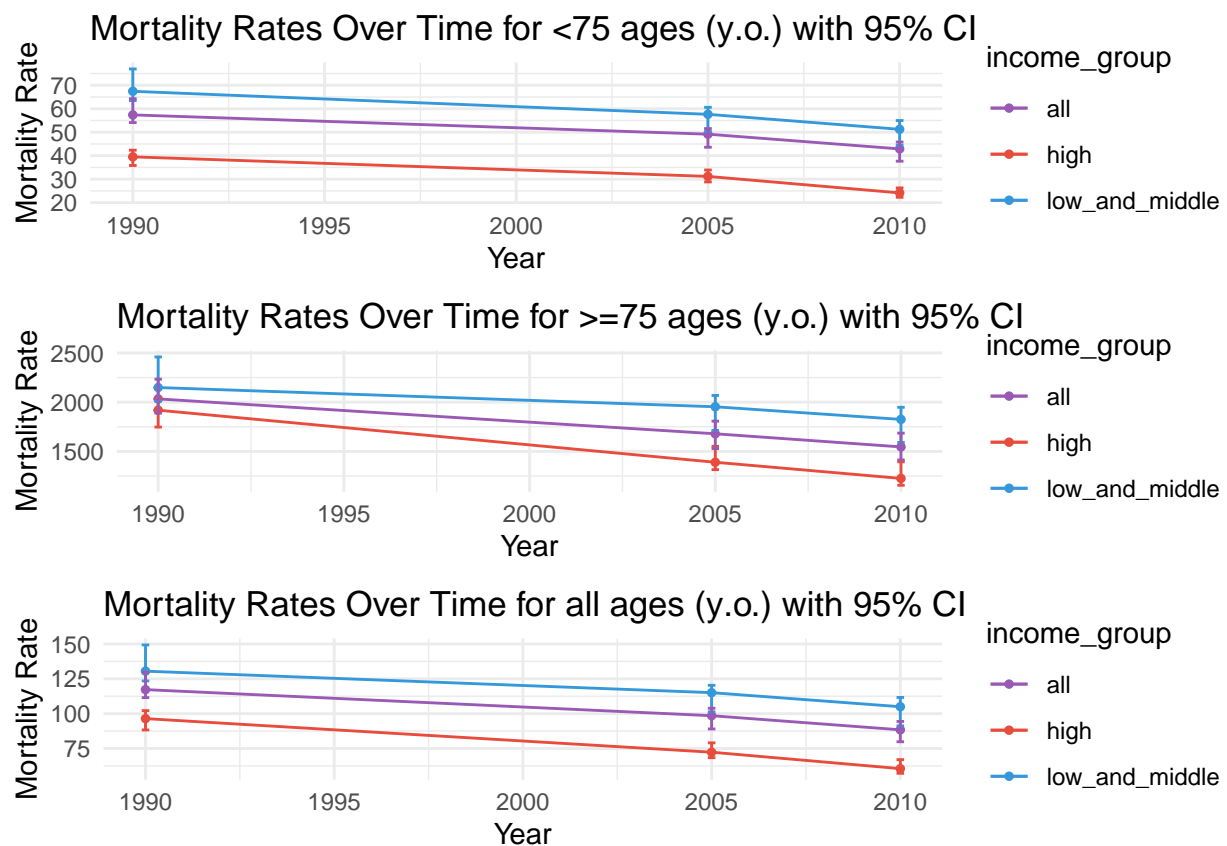 Mortality Rates Over Time for <75 ages (y.o.) with 95% CI
Mortality Rate
70
60
50
40
30
20
1990
1995
2000
2005
2010
Year
income_group
all
high
low_and_middle
Mortality Rates Over Time for >=75 ages (y.o.) with 95% CI
Mortality Rate
2500
2000
1500
1990
1995
2000
2005
2010
Year
income_group
all
high
low_and_middle
Mortality Rates Over Time for all ages (y.o.) with 95% CI
Mortality Rate
150
125
100
75
1990
1995
2000
2005
2010
Year
income_group
all
high
low_and_middle